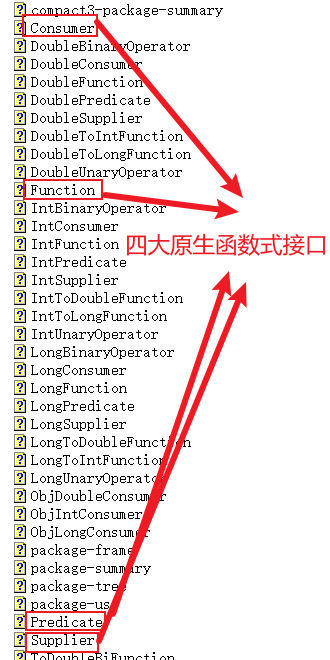 compact3-package-summary
Consumer
DoubleBinaryOperator
DoubleConsumer
DoubleFunction
DoublePredicate
DoubleSupplier
DoubleToIntFunction
DoubleToLongFunction
DoubleUnaryOperator
Function
IntBinaryOperator
IntConsumer
IntFunction
四大原生函数式接口
IntPredicate
IntSupplier
IntToDoubleFunction
IntToLongFunction
IntUnaryOperator
LongBinaryOperator
LongConsumer
LongFunction
LongPredicate
LongSupplier
LongToDoubleFunction
LongToIntFunction
LongUnaryOperator
ObjDoubleConsumer
ObjIntConsumer
ObjLongConsumer
package-frame
package-summary
package-tree
package-use
Predicate
Supplier
ToDoubleBiFunction